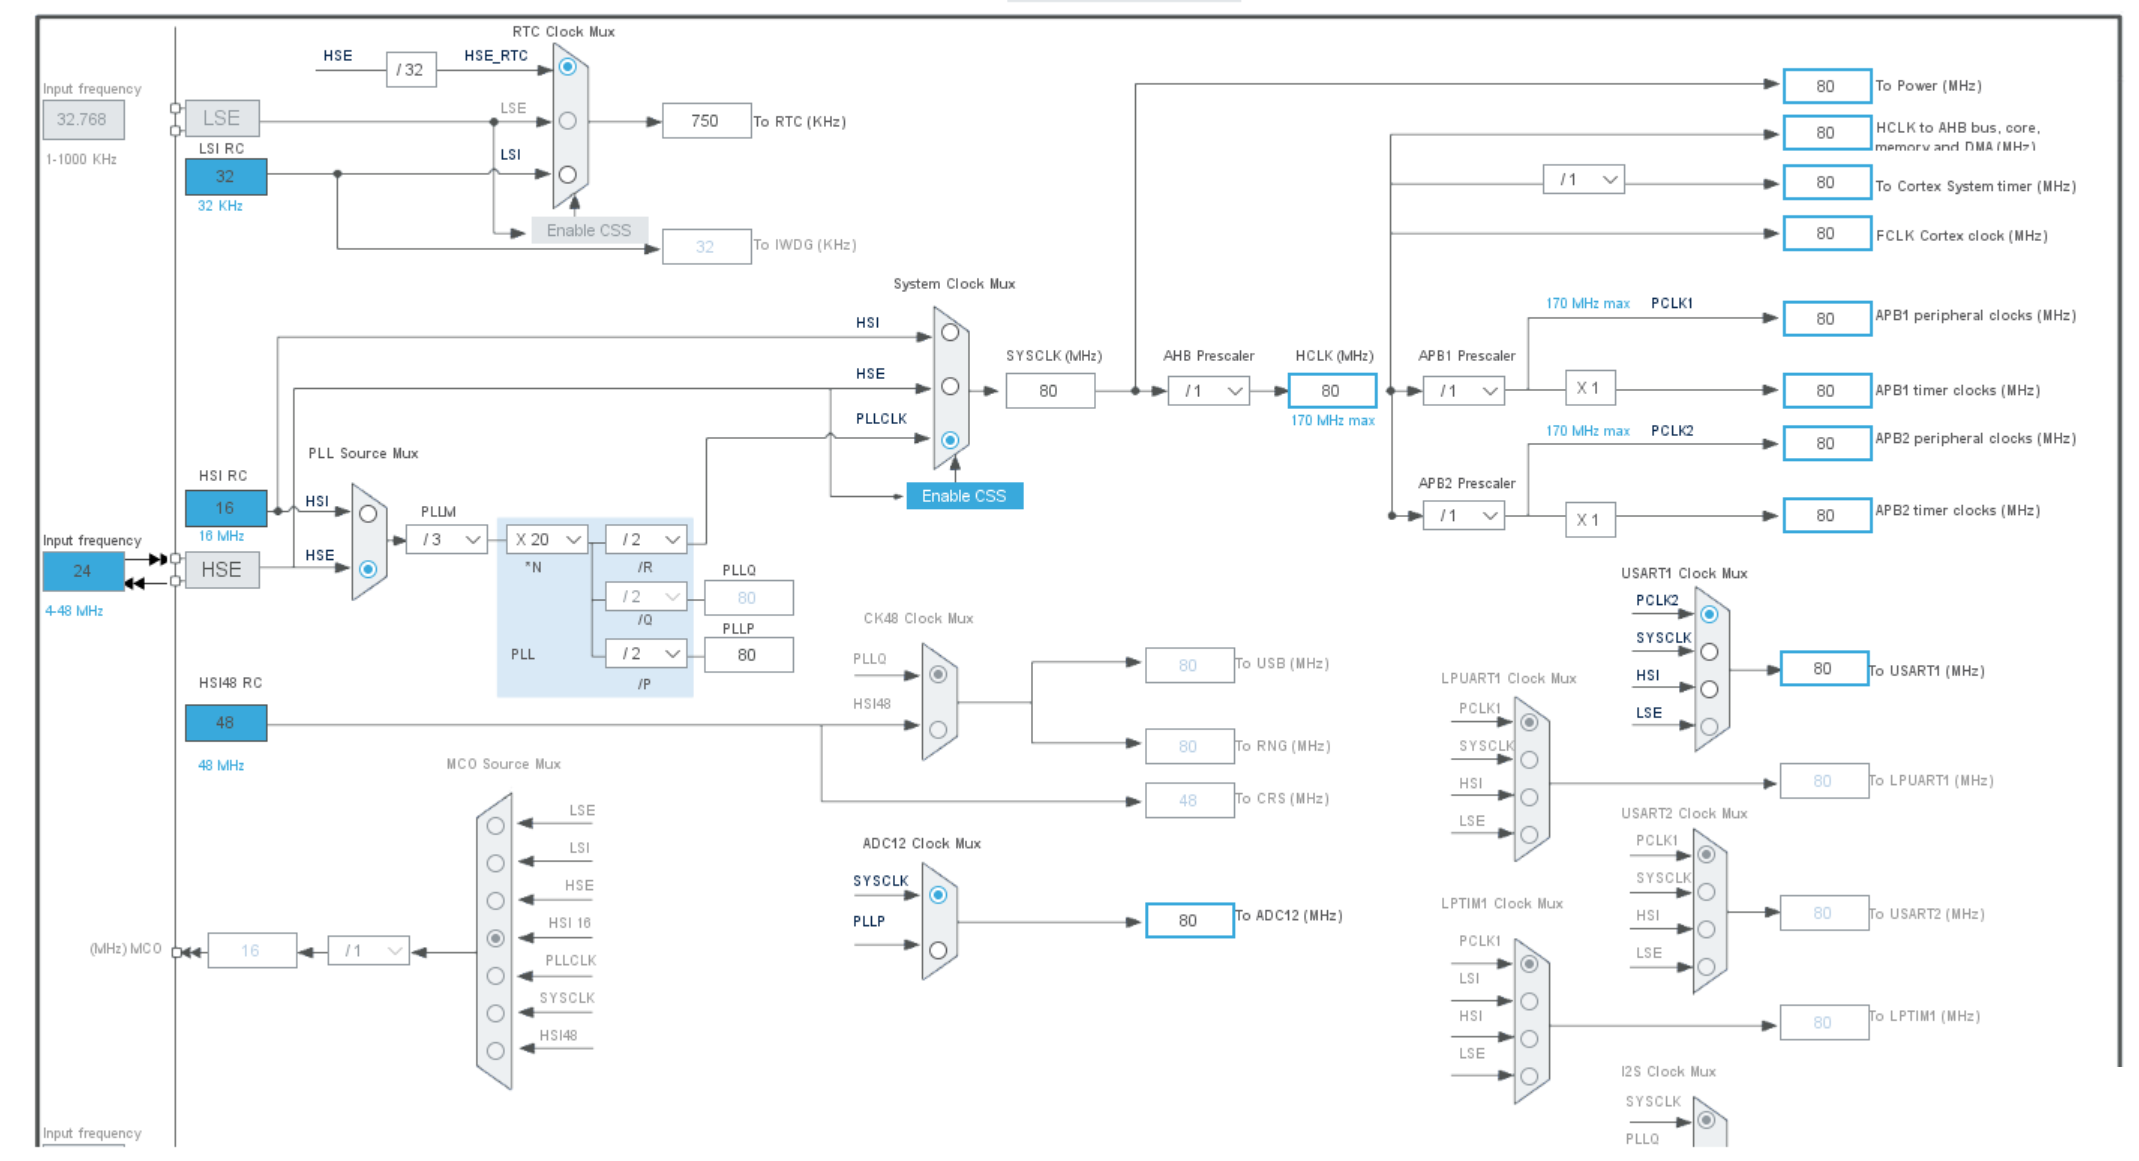 RTC Clock Mux
HSE
/ 32
HSE_RTC
Input frequency
32.768
1-1000 KHz
LSE
LSE
750
To RTC (KHz)
LSI RC
32
32 KHz
LSI
Enable CSS
32
To IWDG (KHz)
80
To Power (MHz)
80
HCLK to AHB bus, core,
memory and DMA (MHz)
/ 1
80
To Cortex System timer (MHz)
80
FCLK Cortex clock (MHz)
System Clock Mux
HSI
HSE
PLLCLK
Enable CSS
SYSCLK (MHz)
80
AHB Prescaler
/ 1
HCLK (MHz)
80
170 MHz max
APB1 Prescaler
/ 1
170 MHz max
PCLK1
80
APB1 peripheral clocks (MHz)
X 1
80
APB1 timer clocks (MHz)
170 MHz max
PCLK2
80
APB2 peripheral clocks (MHz)
APB2 Prescaler
/ 1
X 1
80
APB2 timer clocks (MHz)
PLL Source Mux
HSI RC
16
16 MHz
HSI
Input frequency
24
4-48 MHz
HSE
HSE
PLLM
/ 3
X 20
*N
/ 2
/R
/ 2
/Q
PLLQ
80
PLL
/ 2
/P
PLLP
80
HSI48 RC
48
48 MHz
CK48 Clock Mux
PLLQ
HSI48
80
To USB (MHz)
80
To RNG (MHz)
48
To CRS (MHz)
USART1 Clock Mux
PCLK2
SYSCLK
HSI
LSE
80
To USART1 (MHz)
LPUART1 Clock Mux
PCLK1
SYSCLK
HSI
LSE
80
To LPUART1 (MHz)
MCO Source Mux
LSE
LSI
HSE
HSI 16
PLLCLK
SYSCLK
HSI48
(MHz) MCO
16
/ 1
ADC12 Clock Mux
SYSCLK
PLLP
80
To ADC12 (MHz)
USART2 Clock Mux
PCLK1
SYSCLK
HSI
LSE
80
To USART2 (MHz)
LPTIM1 Clock Mux
PCLK1
LSI
HSI
LSE
80
To LPTIM1 (MHz)
I2S Clock Mux
SYSCLK
PLLQ
Input frequency